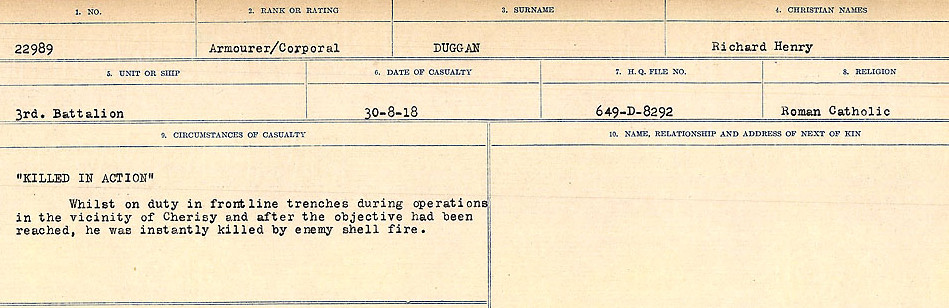 1. NO. 2. RANK OR RATING 3. SURNAME 4. CHRISTIAN NAMES
22989 Armourer/Corporal DUGGAN Richard Henry
5. UNIT OR SHIP 6. DATE OF CASUALTY 7. H.Q. FILE NO. 8. RELIGION
3rd. Battalion 30-8-18 649-D-8292 Roman Catholic
9. CIRCUMSTANCES OF CASUALTY 10. NAME, RELATIONSHIP AND ADDRESS OF NEXT OF KIN
"KILLED IN ACTION"
Whilst on duty in front line trenches during operations
in the vicinity of Cherisy and after the objective had been
reached, he was instantly killed by enemy shell fire.